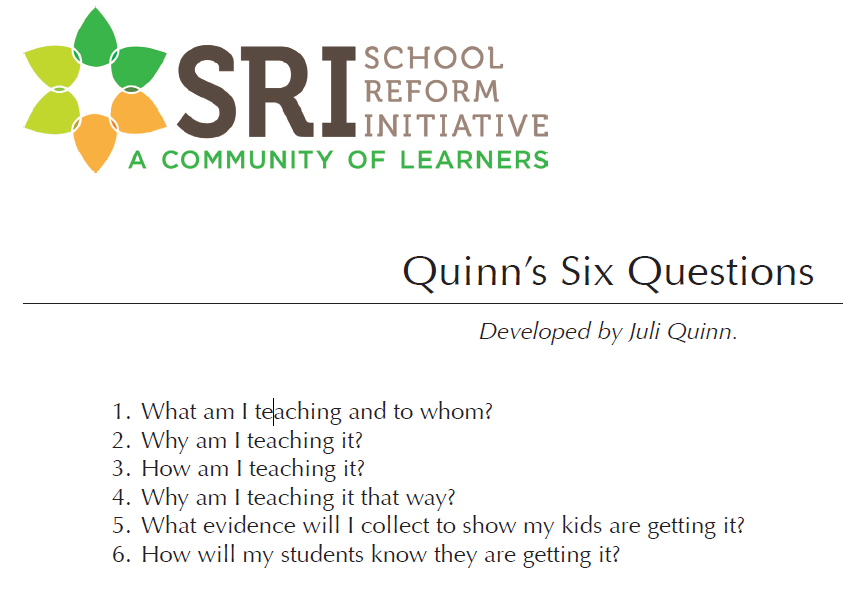 SRI SCHOOL
REFORM
INITIATIVE
A COMMUNITY OF LEARNERS
Quinn's Six Questions
Developed by Juli Quinn.
1. What am I teaching and to whom?
2. Why am I teaching it?
3. How am I teaching it?
4. Why am I teaching it that way?
5. What evidence will I collect to show my kids are getting it?
6. How will my students know they are getting it?